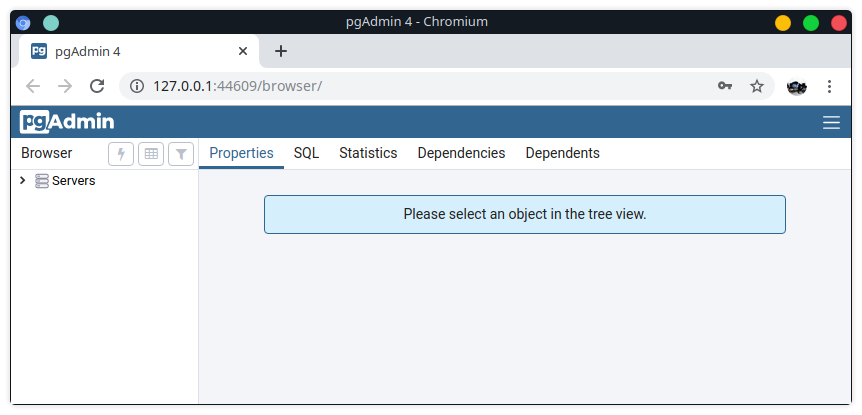 pgAdmin 4 - Chromium
pg pgAdmin 4
127.0.0.1:44609/browser/
pgAdmin
Browser Properties SQL Statistics Dependencies Dependents
Servers
Please select an object in the tree view.